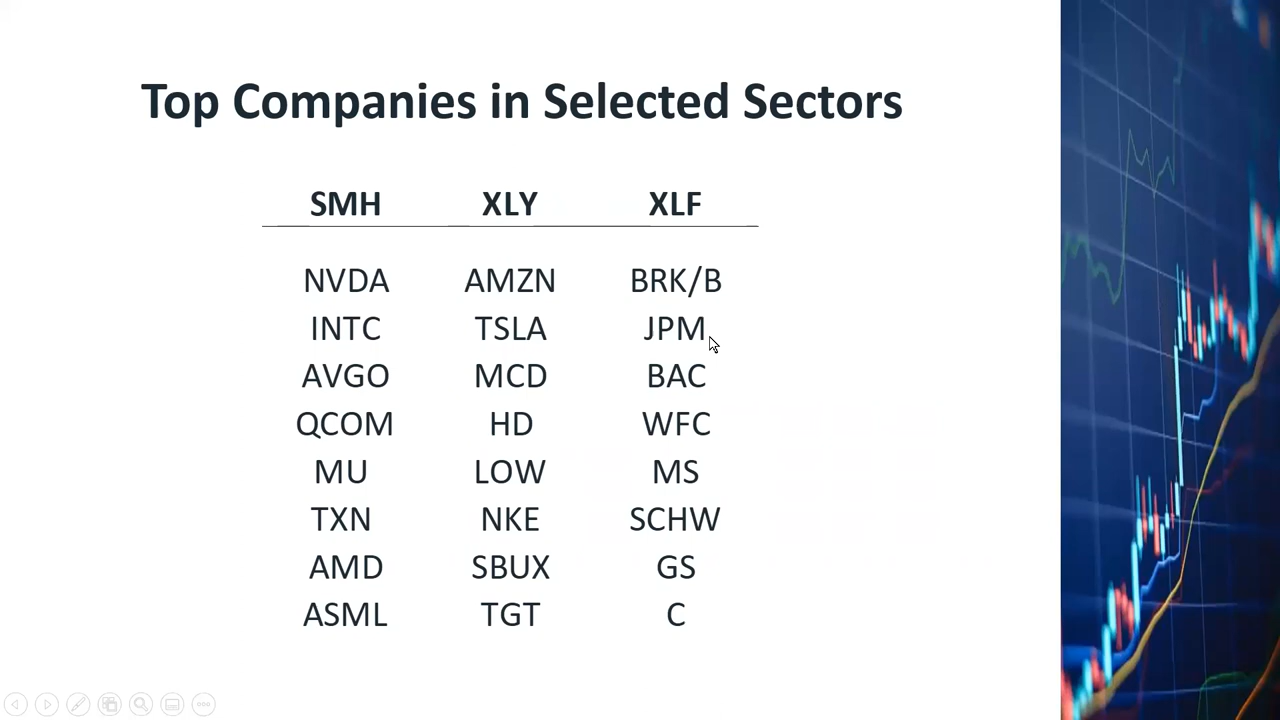 Top Companies in Selected Sectors
SMH XLY XLF
NVDA AMZN BRK/B
INTC TSLA JPM
AVGO MCD BAC
QCOM HD WFC
MU LOW MS
TXN NKE SCHW
AMD SBUX GS
ASML TGT C